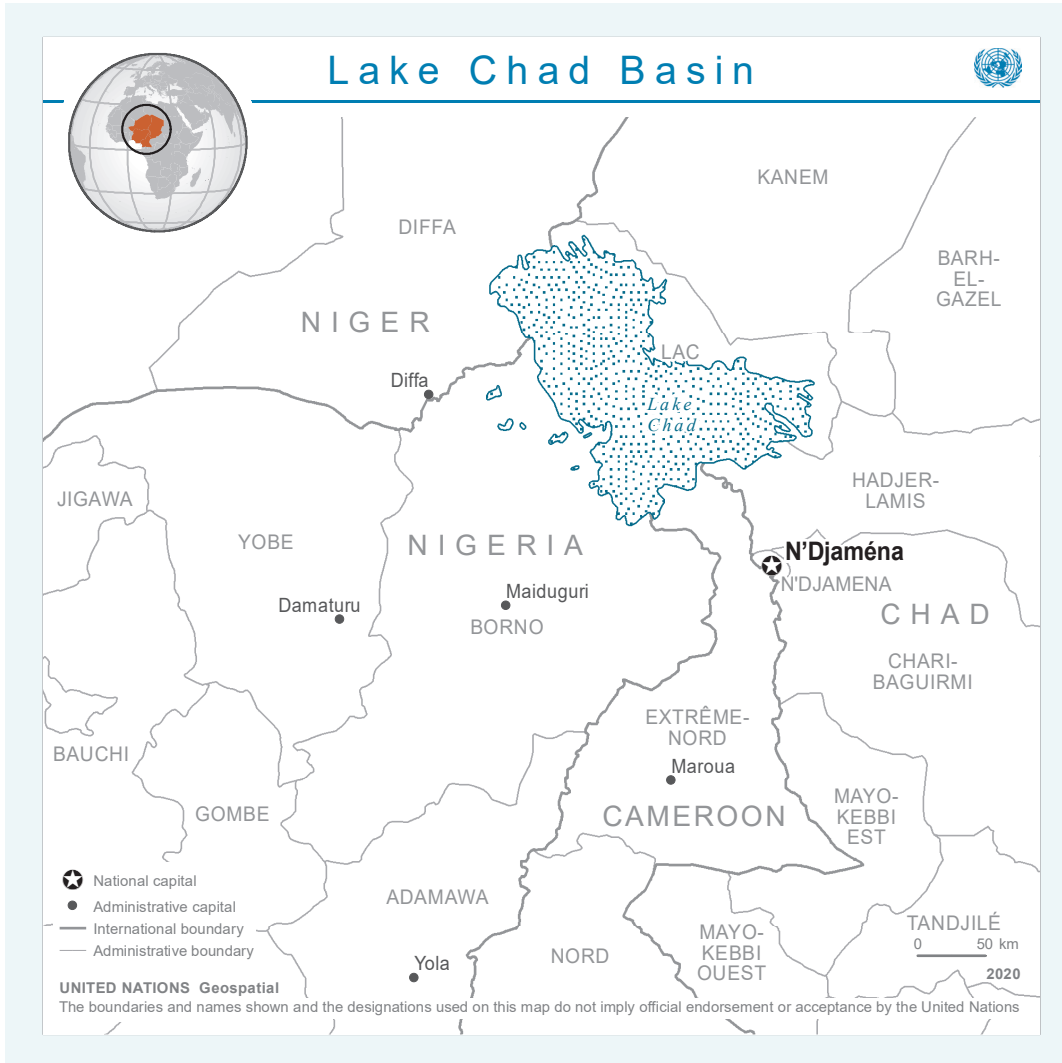 Lake Chad Basin
KANEM
DIFFA
BARH-
EL-
GAZEL
NIGER
LAC
Diffa
Lake
Chad
HADJER-
LAMIS
JIGAWA
YOBE
NIGERIA
N'Djaména
N'DJAMENA
Maiduguri
Damaturu
CHAD
BORNO
CHARI-
BAGUIRMI
EXTRÊME-
NORD
BAUCHI
Maroua
MAYO-
KEBBI
EST
GOMBE
CAMEROON
National capital
Administrative capital
International boundary
Administrative boundary
ADAMAWA
TANDJILÉ
MAYO-
KEBBI
OUEST
0 50 km
NORD
Yola
2020
UNITED NATIONS Geospatial
The boundaries and names shown and the designations used on this map do not imply official endorsement or acceptance by the United Nations